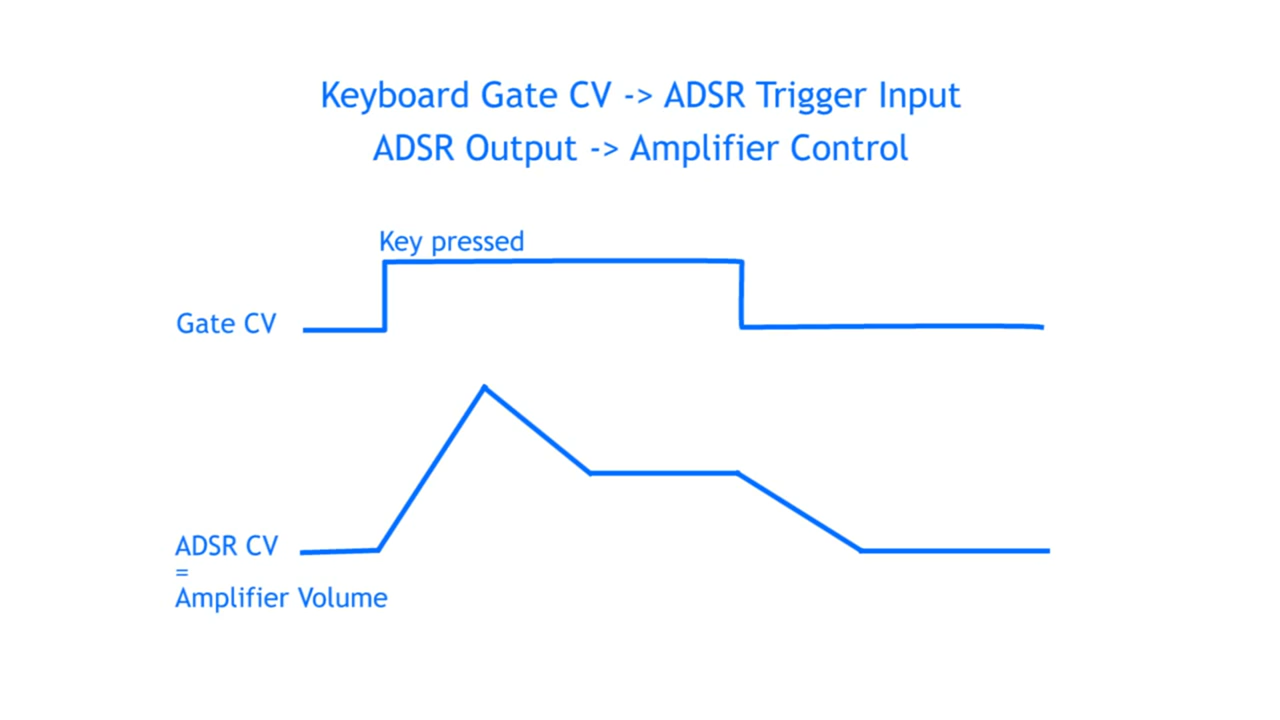 Keyboard Gate CV -> ADSR Trigger Input
ADSR Output -> Amplifier Control
Key pressed
Gate CV
ADSR CV
=
Amplifier Volume